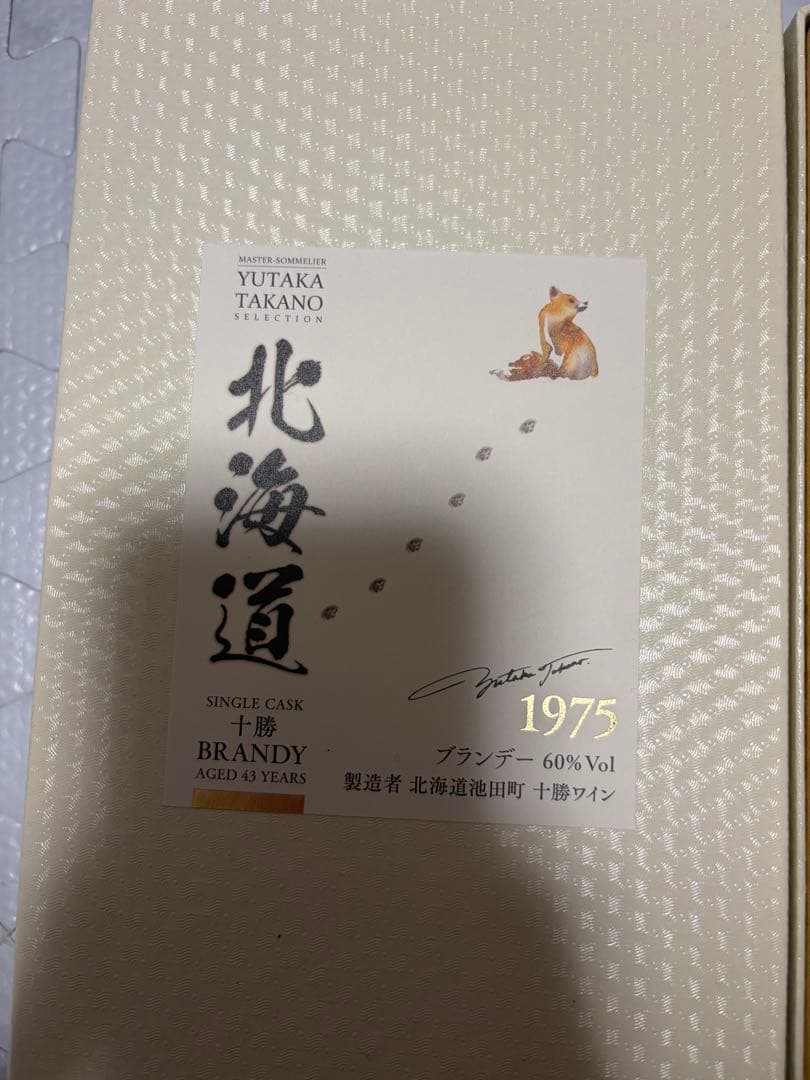 MASTER-SOMMELIER
YUTAKA
TAKANO
SELECTION
北海道
SINGLE CASK
十勝
BRANDY
AGED 43 YEARS
Yutaka Takano.
1975
ブランデー 60%Vol
製造者 北海道池田町 十勝ワイン